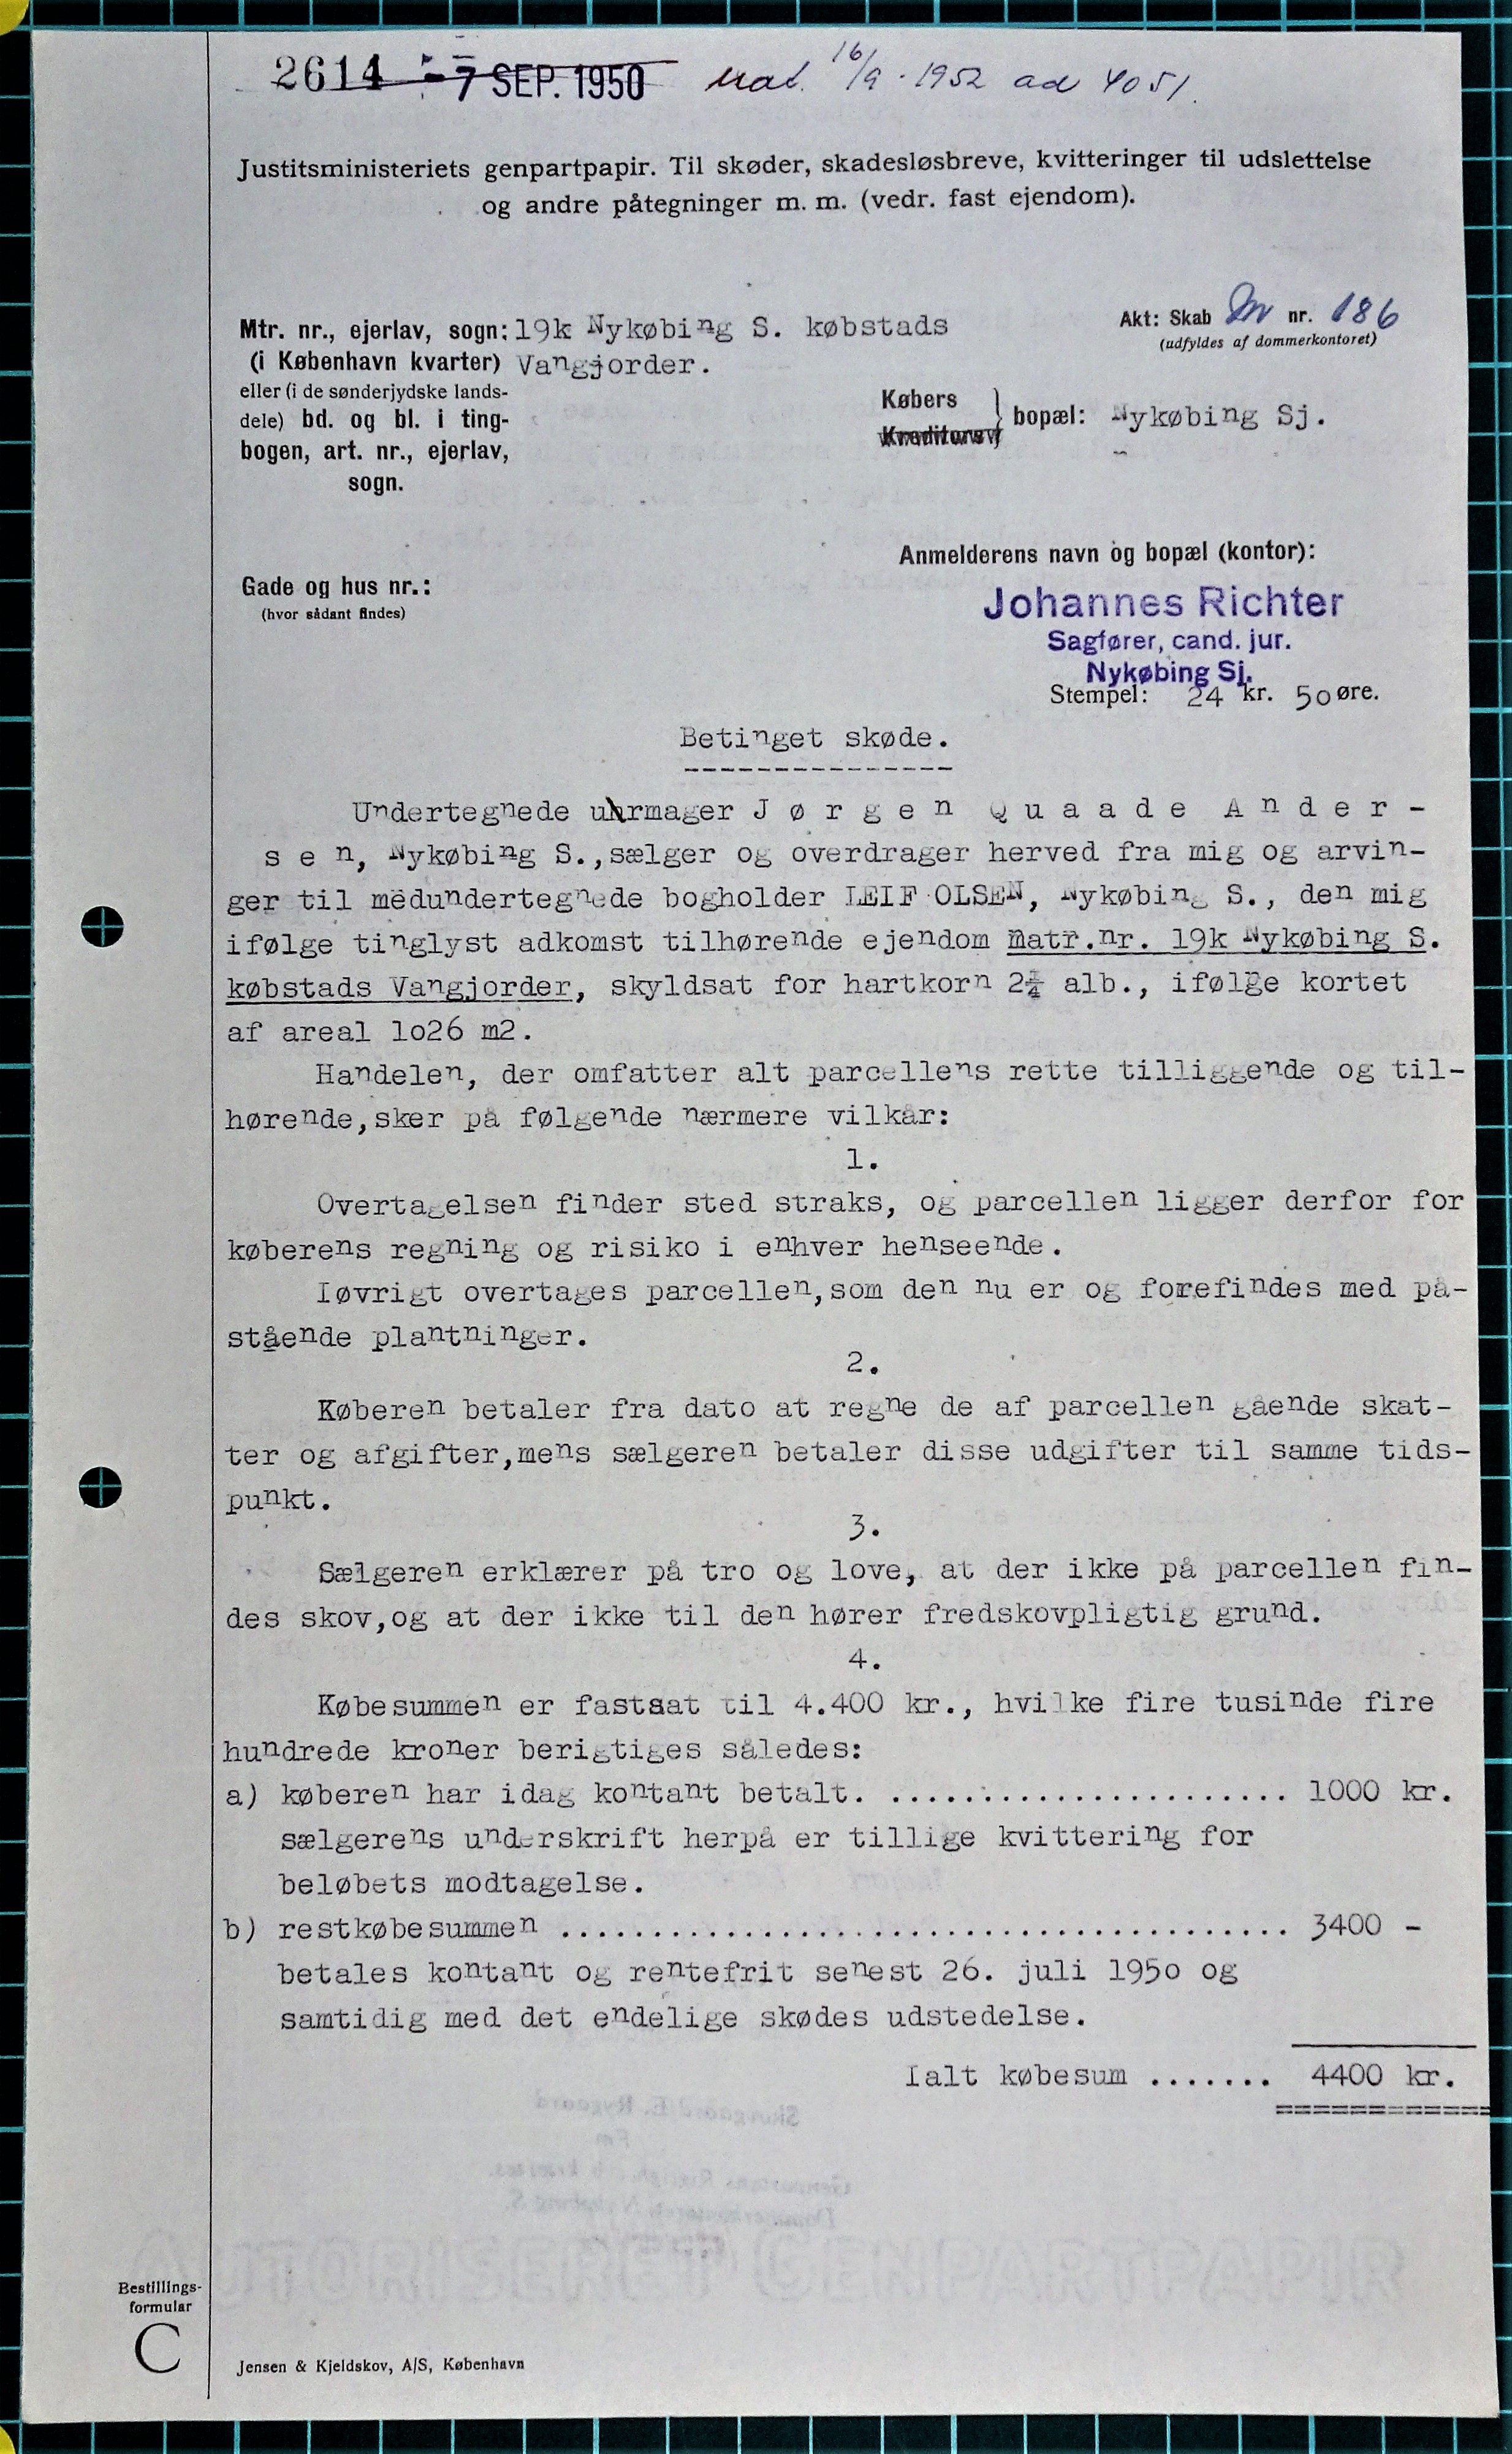 2614 - 7 SEP. 1950 16/9 - 1952 ad 4051.
Justitsministeriets genpartpapir. Til skøder, skadesløsbreve, kvitteringer til udslettelse
og andre påtegninger m. m. (vedr. fast ejendom).
Mtr. nr., ejerlav, sogn: 19k Nykøbing S. købstads
(i København kvarter) Vangjorder.
eller (i de sønderjydske lands-
dele) bd. og bl. i ting-
bogen, art. nr., ejerlav,
sogn.
Akt: Skab nr. 186
(udfyldes af dommerkontoret)
Købers
Kreditors } bopæl: Nykøbing Sj.
Gade og hus nr.:
(hvor sådant findes)
Anmelderens navn og bopæl (kontor):
Johannes Richter
Sagfører, cand. jur.
Nykøbing Sj.
Stempel: 24 kr. 50 øre.
Betinget skøde.
Undertegnede uhrmager J ø r g e n Q u a a d e A n d e r -
s e n, Nykøbing S., sælger og overdrager herved fra mig og arvin-
ger til medundertegnede bogholder LEIF OLSEN, Nykøbing S., den mig
ifølge tinglyst adkomst tilhørende ejendom matr.nr. 19k Nykøbing S.
købstads Vangjorder, skyldsat for hartkorn 2¼ alb., ifølge kortet
af areal 1o26 m2.
Handelen, der omfatter alt parcellens rette tilliggende og til-
hørende, sker på følgende nærmere vilkår:
1.
Overtagelsen finder sted straks, og parcellen ligger derfor for
køberens regning og risiko i enhver henseende.
Iøvrigt overtages parcellen, som den nu er og forefindes med på-
stående plantninger.
2.
Køberen betaler fra dato at regne de af parcellen gående skat-
ter og afgifter, mens sælgeren betaler disse udgifter til samme tids-
punkt.
3.
Sælgeren erklærer på tro og love, at der ikke på parcellen fin-
des skov, og at der ikke til den hører fredskovpligtig grund.
4.
Købesummen er fastsat til 4.400 kr., hvilke fire tusinde fire
hundrede kroner berigtiges således:
a) køberen har idag kontant betalt. ...................... 1000 kr.
sælgerens underskrift herpå er tillige kvittering for
beløbets modtagelse.
b) restkøbesummen ........................................ 3400 -
betales kontant og rentefrit senest 26. juli 195o og
samtidig med det endelige skødes udstedelse.
Ialt købesum ....... 4400 kr.
Bestillings-
formular
C
Jensen & Kjeldskov, A/S, København